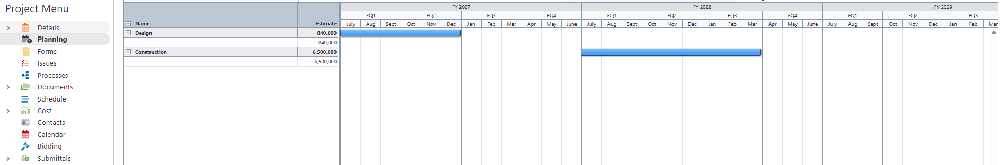 Project Menu
Details
Planning
Forms
Issues
Processes
Documents
Schedule
Cost
Contacts
Calendar
Bidding
Submittals
Name Estimate
Design 840,000
840,000
Construction 6,500,000
6,500,000
FY 2027 FY 2028 FY 2029
FQ1 FQ2 FQ3 FQ4 FQ1 FQ2 FQ3 FQ4 FQ1 FQ2 FQ3
July Aug Sept Oct Nov Dec Jan Feb Mar Apr May June July Aug Sept Oct Nov Dec Jan Feb Mar Apr May June July Aug Sept Oct Nov Dec Jan Feb Mar